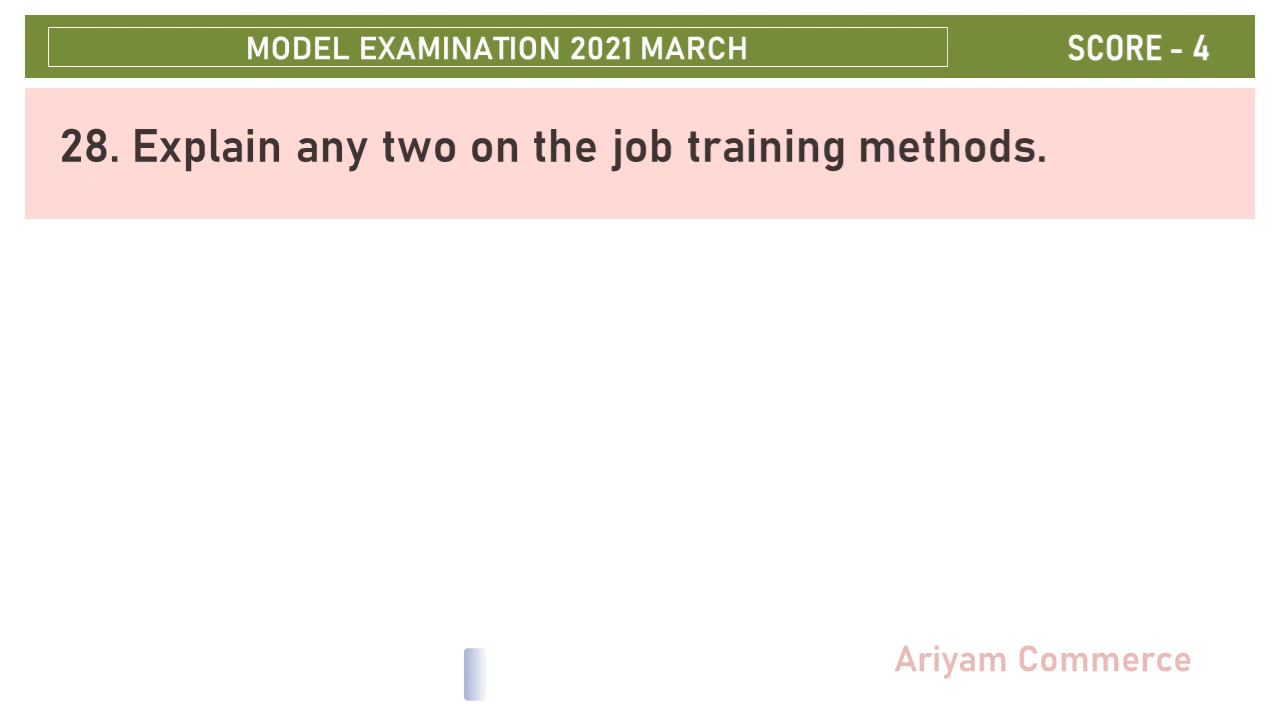 MODEL EXAMINATION 2021 MARCH
SCORE - 4
28. Explain any two on the job training methods.
Ariyam Commerce